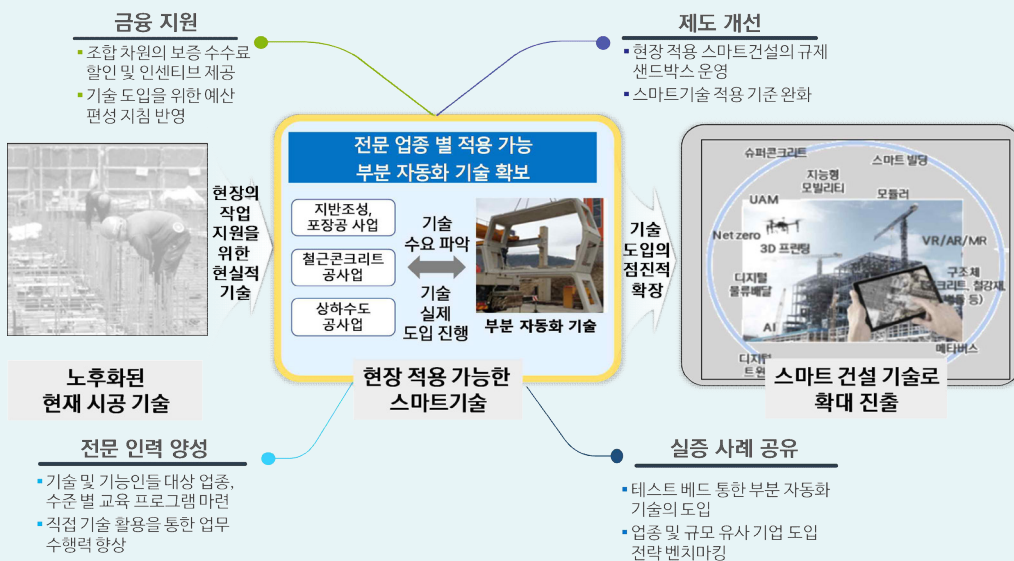 금융 지원
▪ 조합 차원의 보증 수수료
할인 및 인센티브 제공
▪ 기술 도입을 위한 예산
편성 지침 반영
제도 개선
▪ 현장 적용 스마트건설의 규제
샌드박스 운영
▪ 스마트기술 적용 기준 완화
현장의
작업
지원을
위한
현실적
기술
전문 업종 별 적용 가능
부분 자동화 기술 확보
지반조성,
포장공 사업
철근콘크리트
공사업
상하수도
공사업
기술
수요 파악
기술
실제
도입 진행
부분 자동화 기술
기술
도입의
점진적
확장
슈퍼콘크리트
스마트 빌딩
지능형
모빌리티
모듈러
UAM
Net zero
3D 프린팅
VR/AR/MR
디지털
물류배달
구조체
콘크리트, 철강재,
등)
AI
메타버스
디지털
트윈
노후화된
현재 시공 기술
현장 적용 가능한
스마트기술
스마트 건설 기술로
확대 진출
전문 인력 양성
▪ 기술 및 기능인들 대상 업종,
수준 별 교육 프로그램 마련
▪ 직접 기술 활용을 통한 업무
수행력 향상
실증 사례 공유
▪ 테스트 베드 통한 부분 자동화
기술의 도입
▪ 업종 및 규모 유사 기업 도입
전략 벤치마킹